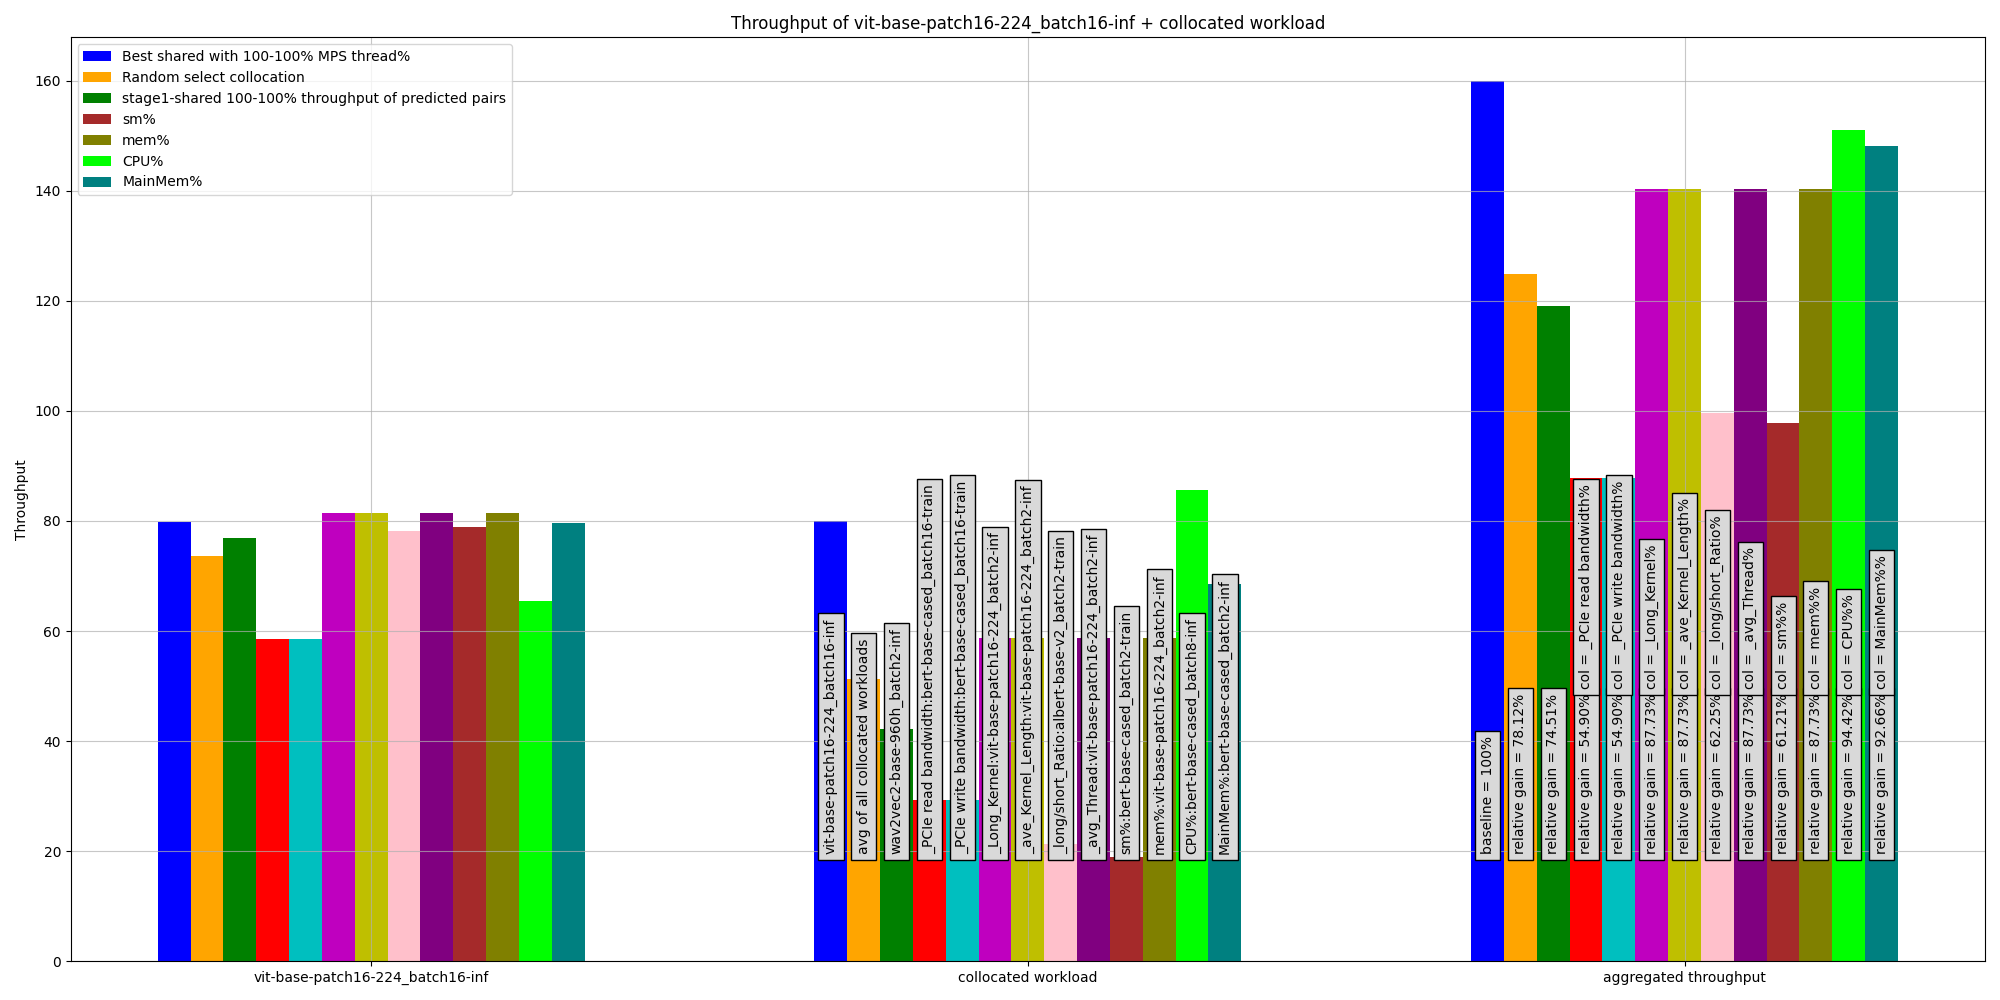 Throughput of vit-base-patch16-224_batch16-inf + collocated workload
Best shared with 100-100% MPS thread%
Random select collocation
stage1-shared 100-100% throughput of predicted pairs
sm%
mem%
CPU%
MainMem%
Throughput
160
140
120
100
80
60
40
20
0
vit-base-patch16-224_batch16-inf
avg of all collocated workloads
wav2vec2-base-960h_batch2-inf
_PCIe read bandwidth:bert-base-cased_batch16-train
_PCIe write bandwidth:bert-base-cased_batch16-train
_Long_Kernel:vit-base-patch16-224_batch2-inf
_ave_Kernel_Length:vit-base-patch16-224_batch2-inf
_long/short_Ratio:albert-base-v2_batch2-train
_avg_Thread:vit-base-patch16-224_batch2-inf
sm%:bert-base-cased_batch2-train
mem%:vit-base-patch16-224_batch2-inf
CPU%:bert-base-cased_batch8-inf
MainMem%:bert-base-cased_batch2-inf
baseline = 100%
relative gain = 78.12%
relative gain = 74.51%
relative gain = 54.90%
col = _PCIe read bandwidth%
relative gain = 54.90%
col = _PCIe write bandwidth%
relative gain = 87.73%
col = _Long_Kernel%
relative gain = 87.73%
col = _ave_Kernel_Length%
relative gain = 62.25%
col = _long/short_Ratio%
relative gain = 87.73%
col = _avg_Thread%
relative gain = 61.21%
col = sm%%
relative gain = 87.73%
col = mem%%
relative gain = 94.42%
col = CPU%%
relative gain = 92.66%
col = MainMem%%
vit-base-patch16-224_batch16-inf
collocated workload
aggregated throughput